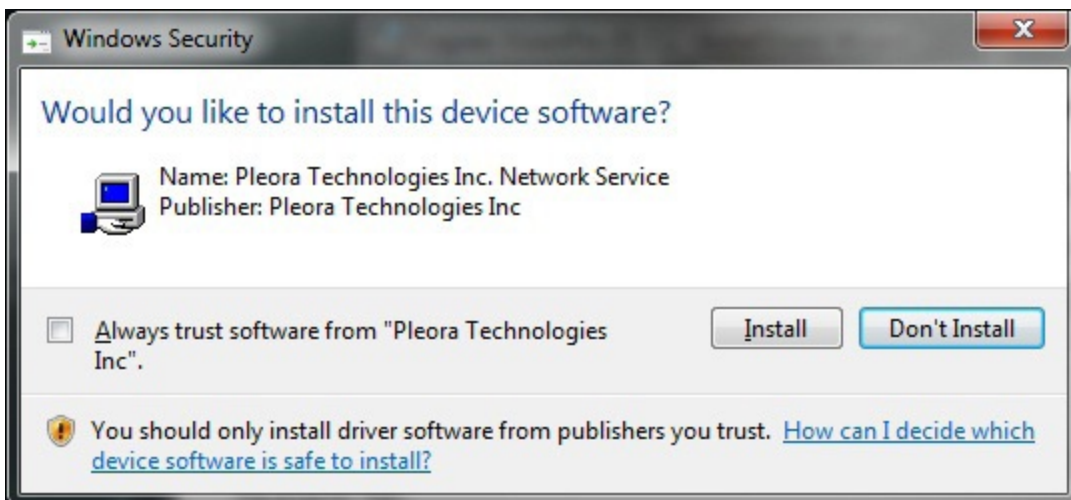 Windows Security
Would you like to install this device software?
Name: Pleora Technologies Inc. Network Service
Publisher: Pleora Technologies Inc
Always trust software from "Pleora Technologies
Inc".
Install
Don't Install
You should only install driver software from publishers you trust. How can I decide which
device software is safe to install?